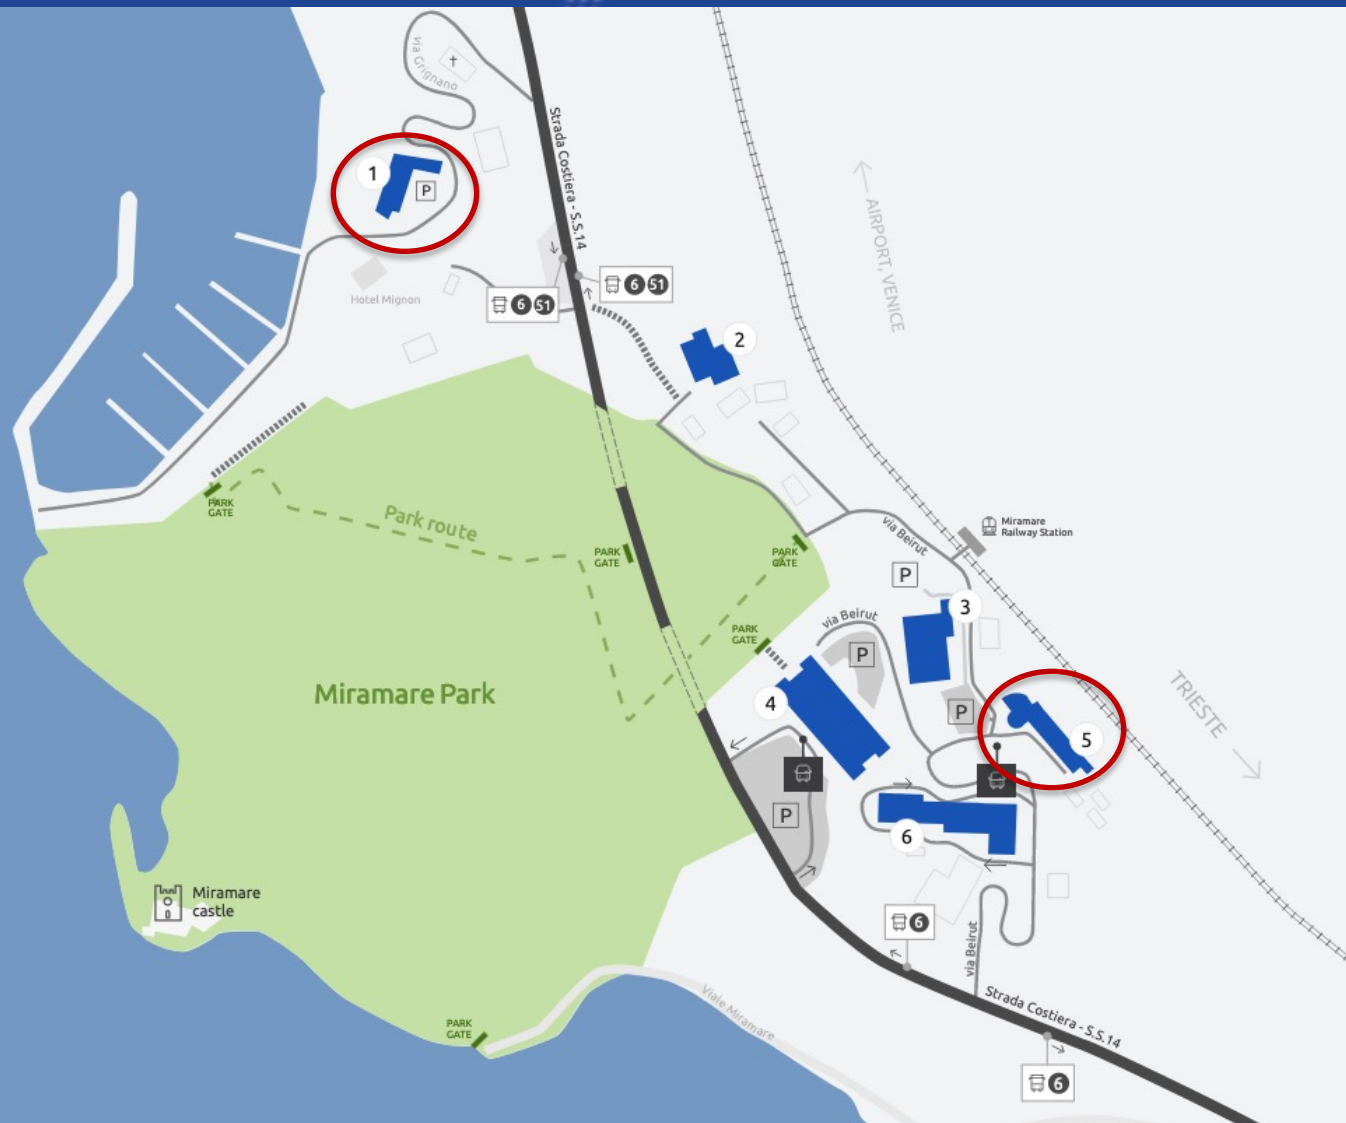 via Grignano
Strada Costiera - S.S.14
1
P
AIRPORT, VENICE
6 51
6 51
Hotel Mignon
2
PARK
GATE
Park route
PARK
GATE
PARK
GATE
via Beirut
Miramare
Railway Station
P
3
via Beirut
PARK
GATE
P
Miramare Park
4
P
5
TRIESTE
P
6
Miramare
castle
6
via Beirut
Strada Costiera - S.S.14
Viale Miramare
PARK
GATE
6